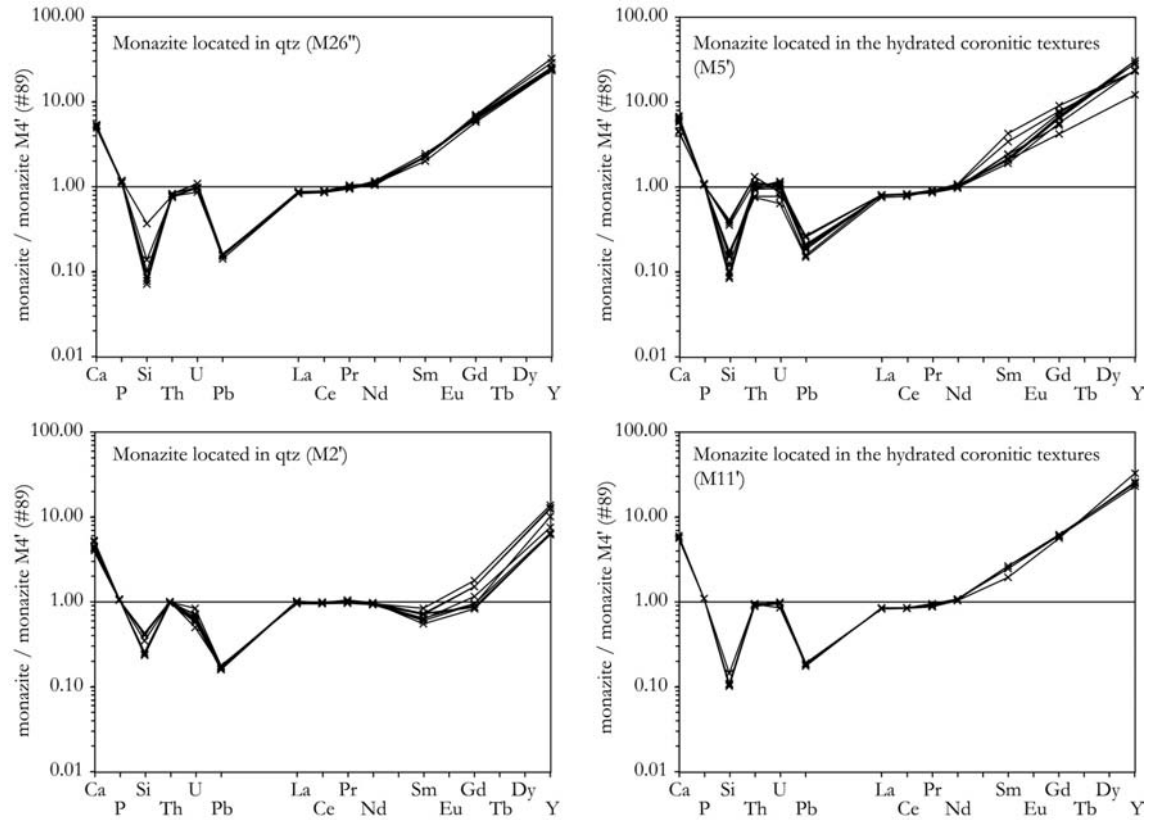 100.00
10.00
1.00
0.10
0.01
monazite / monazite M4' (#89)
Monazite located in qtz (M26")
Ca Si U La Pr Sm Gd Dy
P Th Pb Ce Nd Eu Tb Y
100.00
10.00
1.00
0.10
0.01
monazite / monazite M4' (#89)
Monazite located in the hydrated coronitic textures
(M5')
Ca Si U La Pr Sm Gd Dy
P Th Pb Ce Nd Eu Tb Y
100.00
10.00
1.00
0.10
0.01
monazite / monazite M4' (#89)
Monazite located in qtz (M2')
Ca Si U La Pr Sm Gd Dy
P Th Pb Ce Nd Eu Tb Y
100.00
10.00
1.00
0.10
0.01
monazite / monazite M4' (#89)
Monazite located in the hydrated coronitic textures
(M11')
Ca Si U La Pr Sm Gd Dy
P Th Pb Ce Nd Eu Tb Y